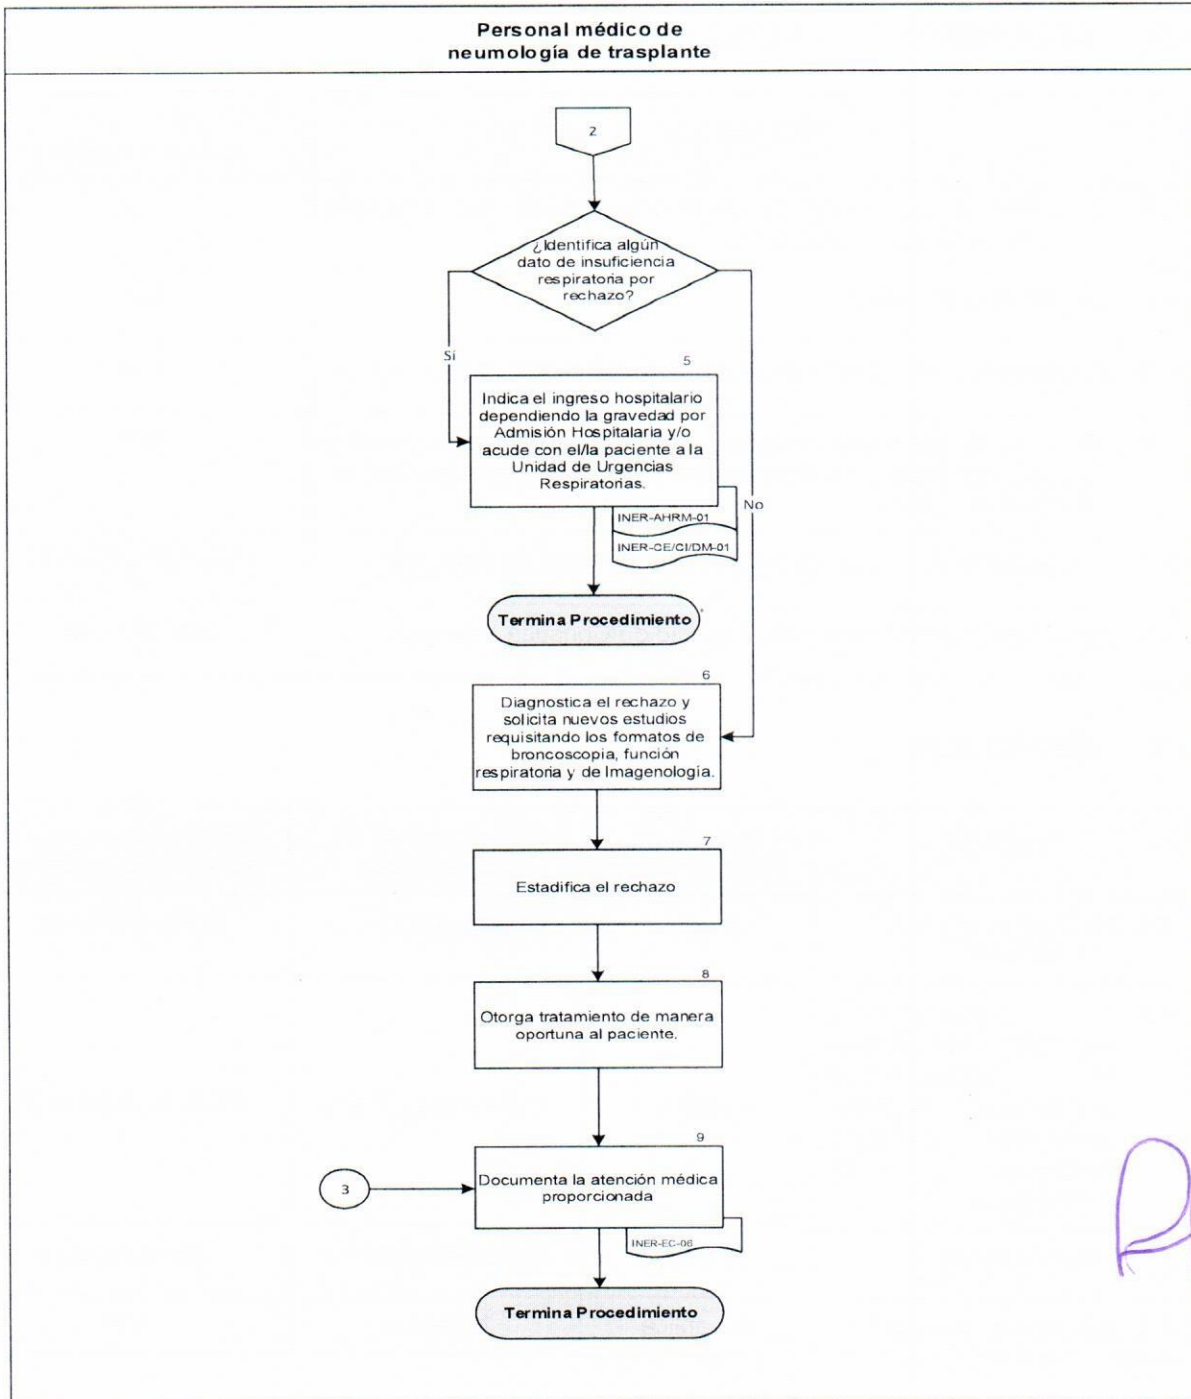 Personal médico de
neumología de trasplante
2
¿Identifica algún
dato de insuficiencia
respiratoria por
rechazo?
Si
No
5
Indica el ingreso hospitalario
dependiendo la gravedad por
Admisión Hospitalaria y/o
acude con el/la paciente a la
Unidad de Urgencias
Respiratorias.
INER-AHRM-01
INER-CE/CI/DM-01
Termina Procedimiento
6
Diagnostica el rechazo y
solicita nuevos estudios
requisitando los formatos de
broncoscopia, función
respiratoria y de Imagenología.
7
Estadifica el rechazo
8
Otorga tratamiento de manera
oportuna al paciente.
9
3
Documenta la atención médica
proporcionada
INER-EC-06
Termina Procedimiento